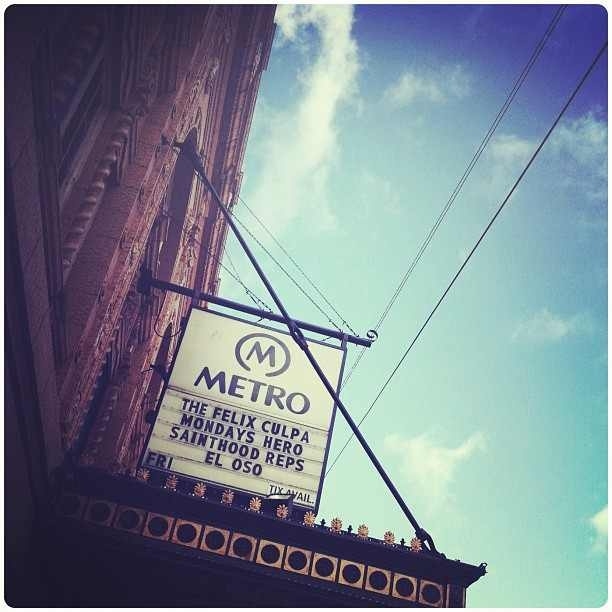 M
METRO
THE FELIX CULPA
MONDAYS HERO
SAINTHOOD REPS
EL OSO
FRI
TIX AVAIL.